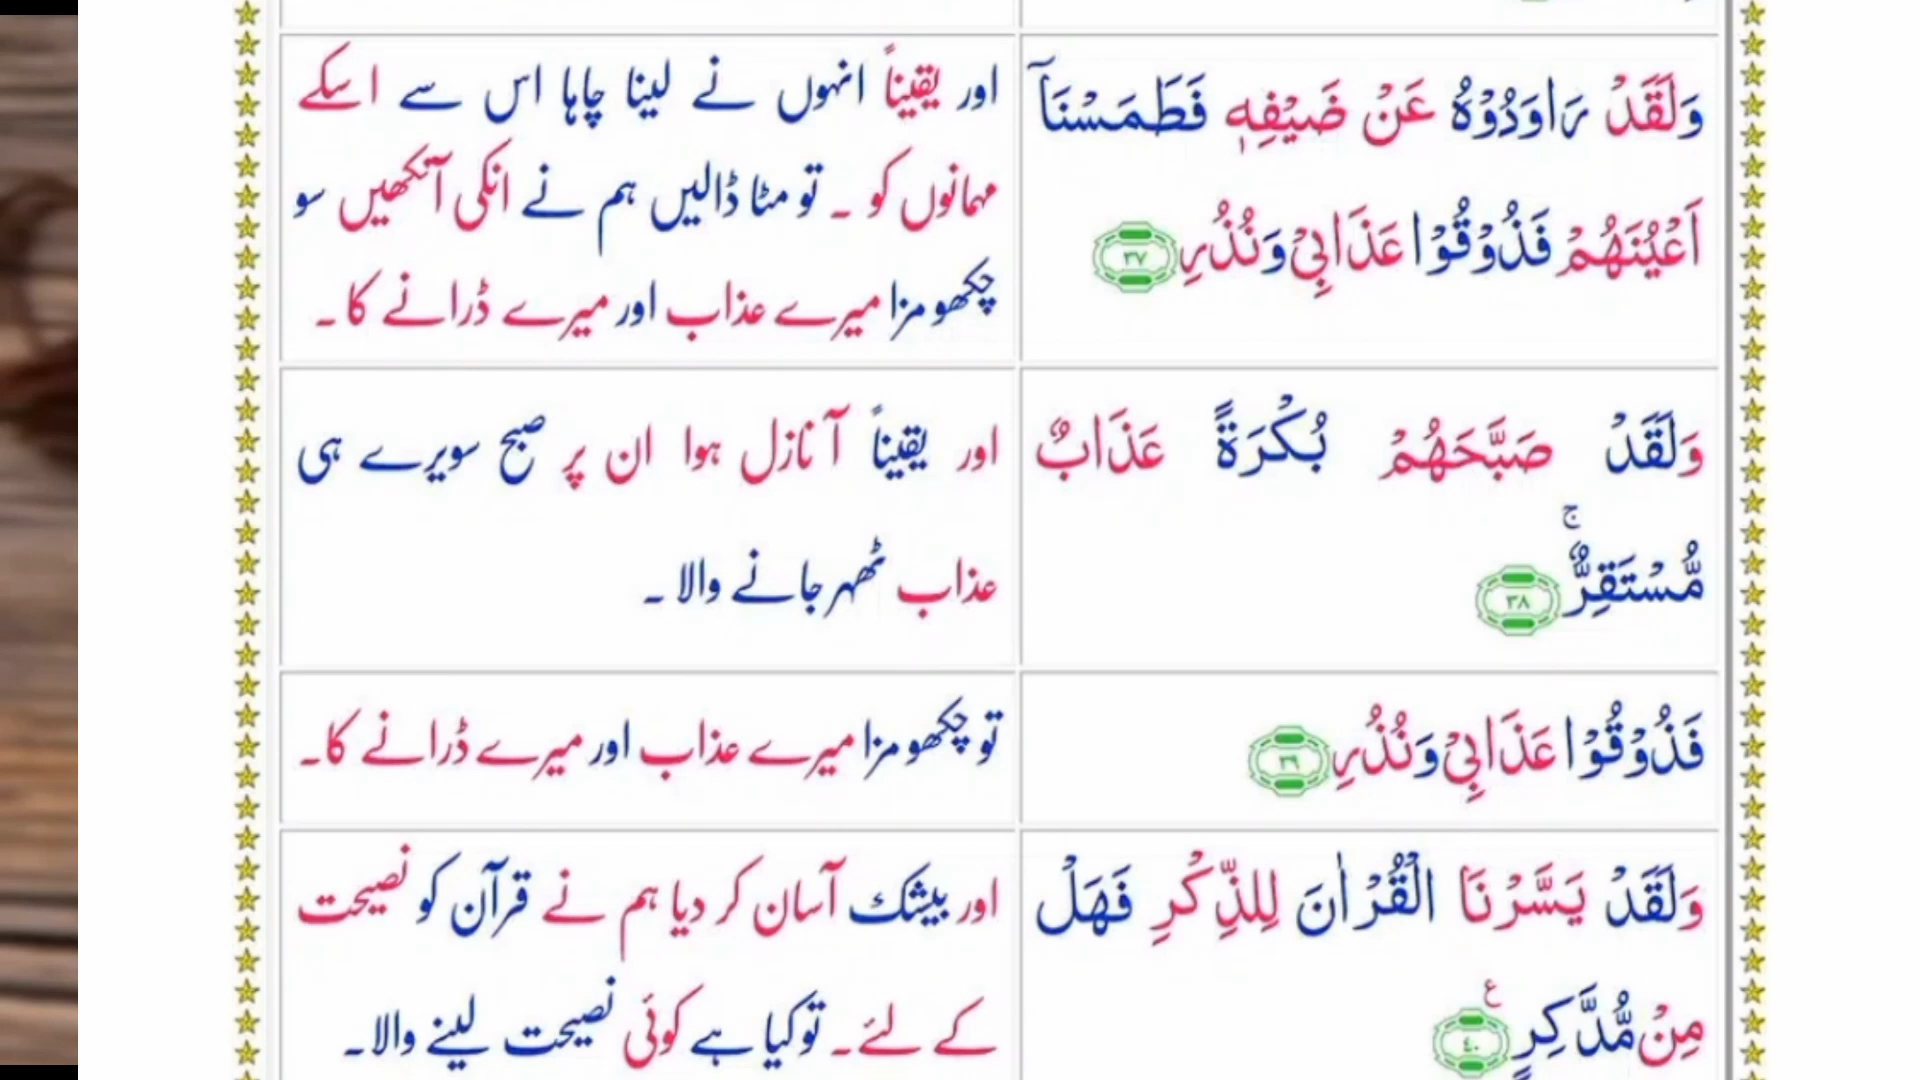 وَلَقَدْ رَاوَدُوْهُ عَنْ ضَيْفِهٖ فَطَمَسْنَآ
اَعْيُنَهُمْ فَذُوْقُوْا عَذَابِيْ وَنُذُرِ ۳۷
اور یقیناً انہوں نے لینا چاہا اس سے اسکے
مہمانوں کو ۔ تو مٹا ڈالیں ہم نے انکی آنکھیں سو
چکھو مزا میرے عذاب اور میرے ڈرانے کا۔
وَلَقَدْ صَبَّحَهُمْ بُكْرَةً عَذَابٌ
مُّسْتَقِرٌّ ۚ ۳۸
اور یقیناً آ نازل ہوا ان پر صبح سویرے ہی
عذاب ٹھہر جانے والا ۔
فَذُوْقُوْا عَذَابِيْ وَنُذُرِ ۳۹
تو چکھو مزا میرے عذاب اور میرے ڈرانے کا۔
وَلَقَدْ يَسَّرْنَا الْقُرْاٰنَ لِلذِّكْرِ فَهَلْ
مِنْ مُّدَّكِرٍ ع ٤٠
اور بیشک آسان کر دیا ہم نے قرآن کو نصیحت
کے لئے۔ تو کیا ہے کوئی نصیحت لینے والا۔